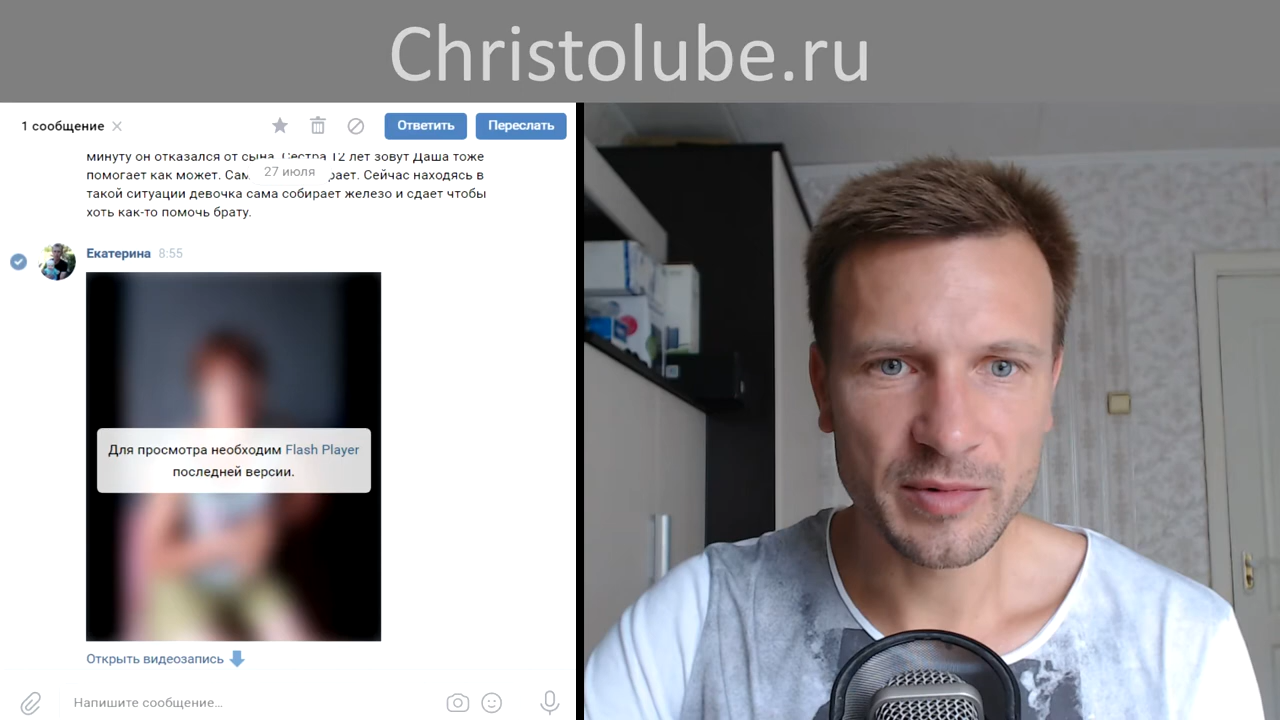 Christolube.ru
1 сообщение
Ответить
Переслать
минуту он отказался от сына. Сестра 12 лет зовут Даша тоже
27 июля
помогает как может. Сам. рает. Сейчас находясь в
такой ситуации девочка сама собирает железо и сдает чтобы
хоть как-то помочь брату.
Екатерина 8:55
Для просмотра необходим Flash Player
последней версии.
Открыть видеозапись
Напишите сообщение...